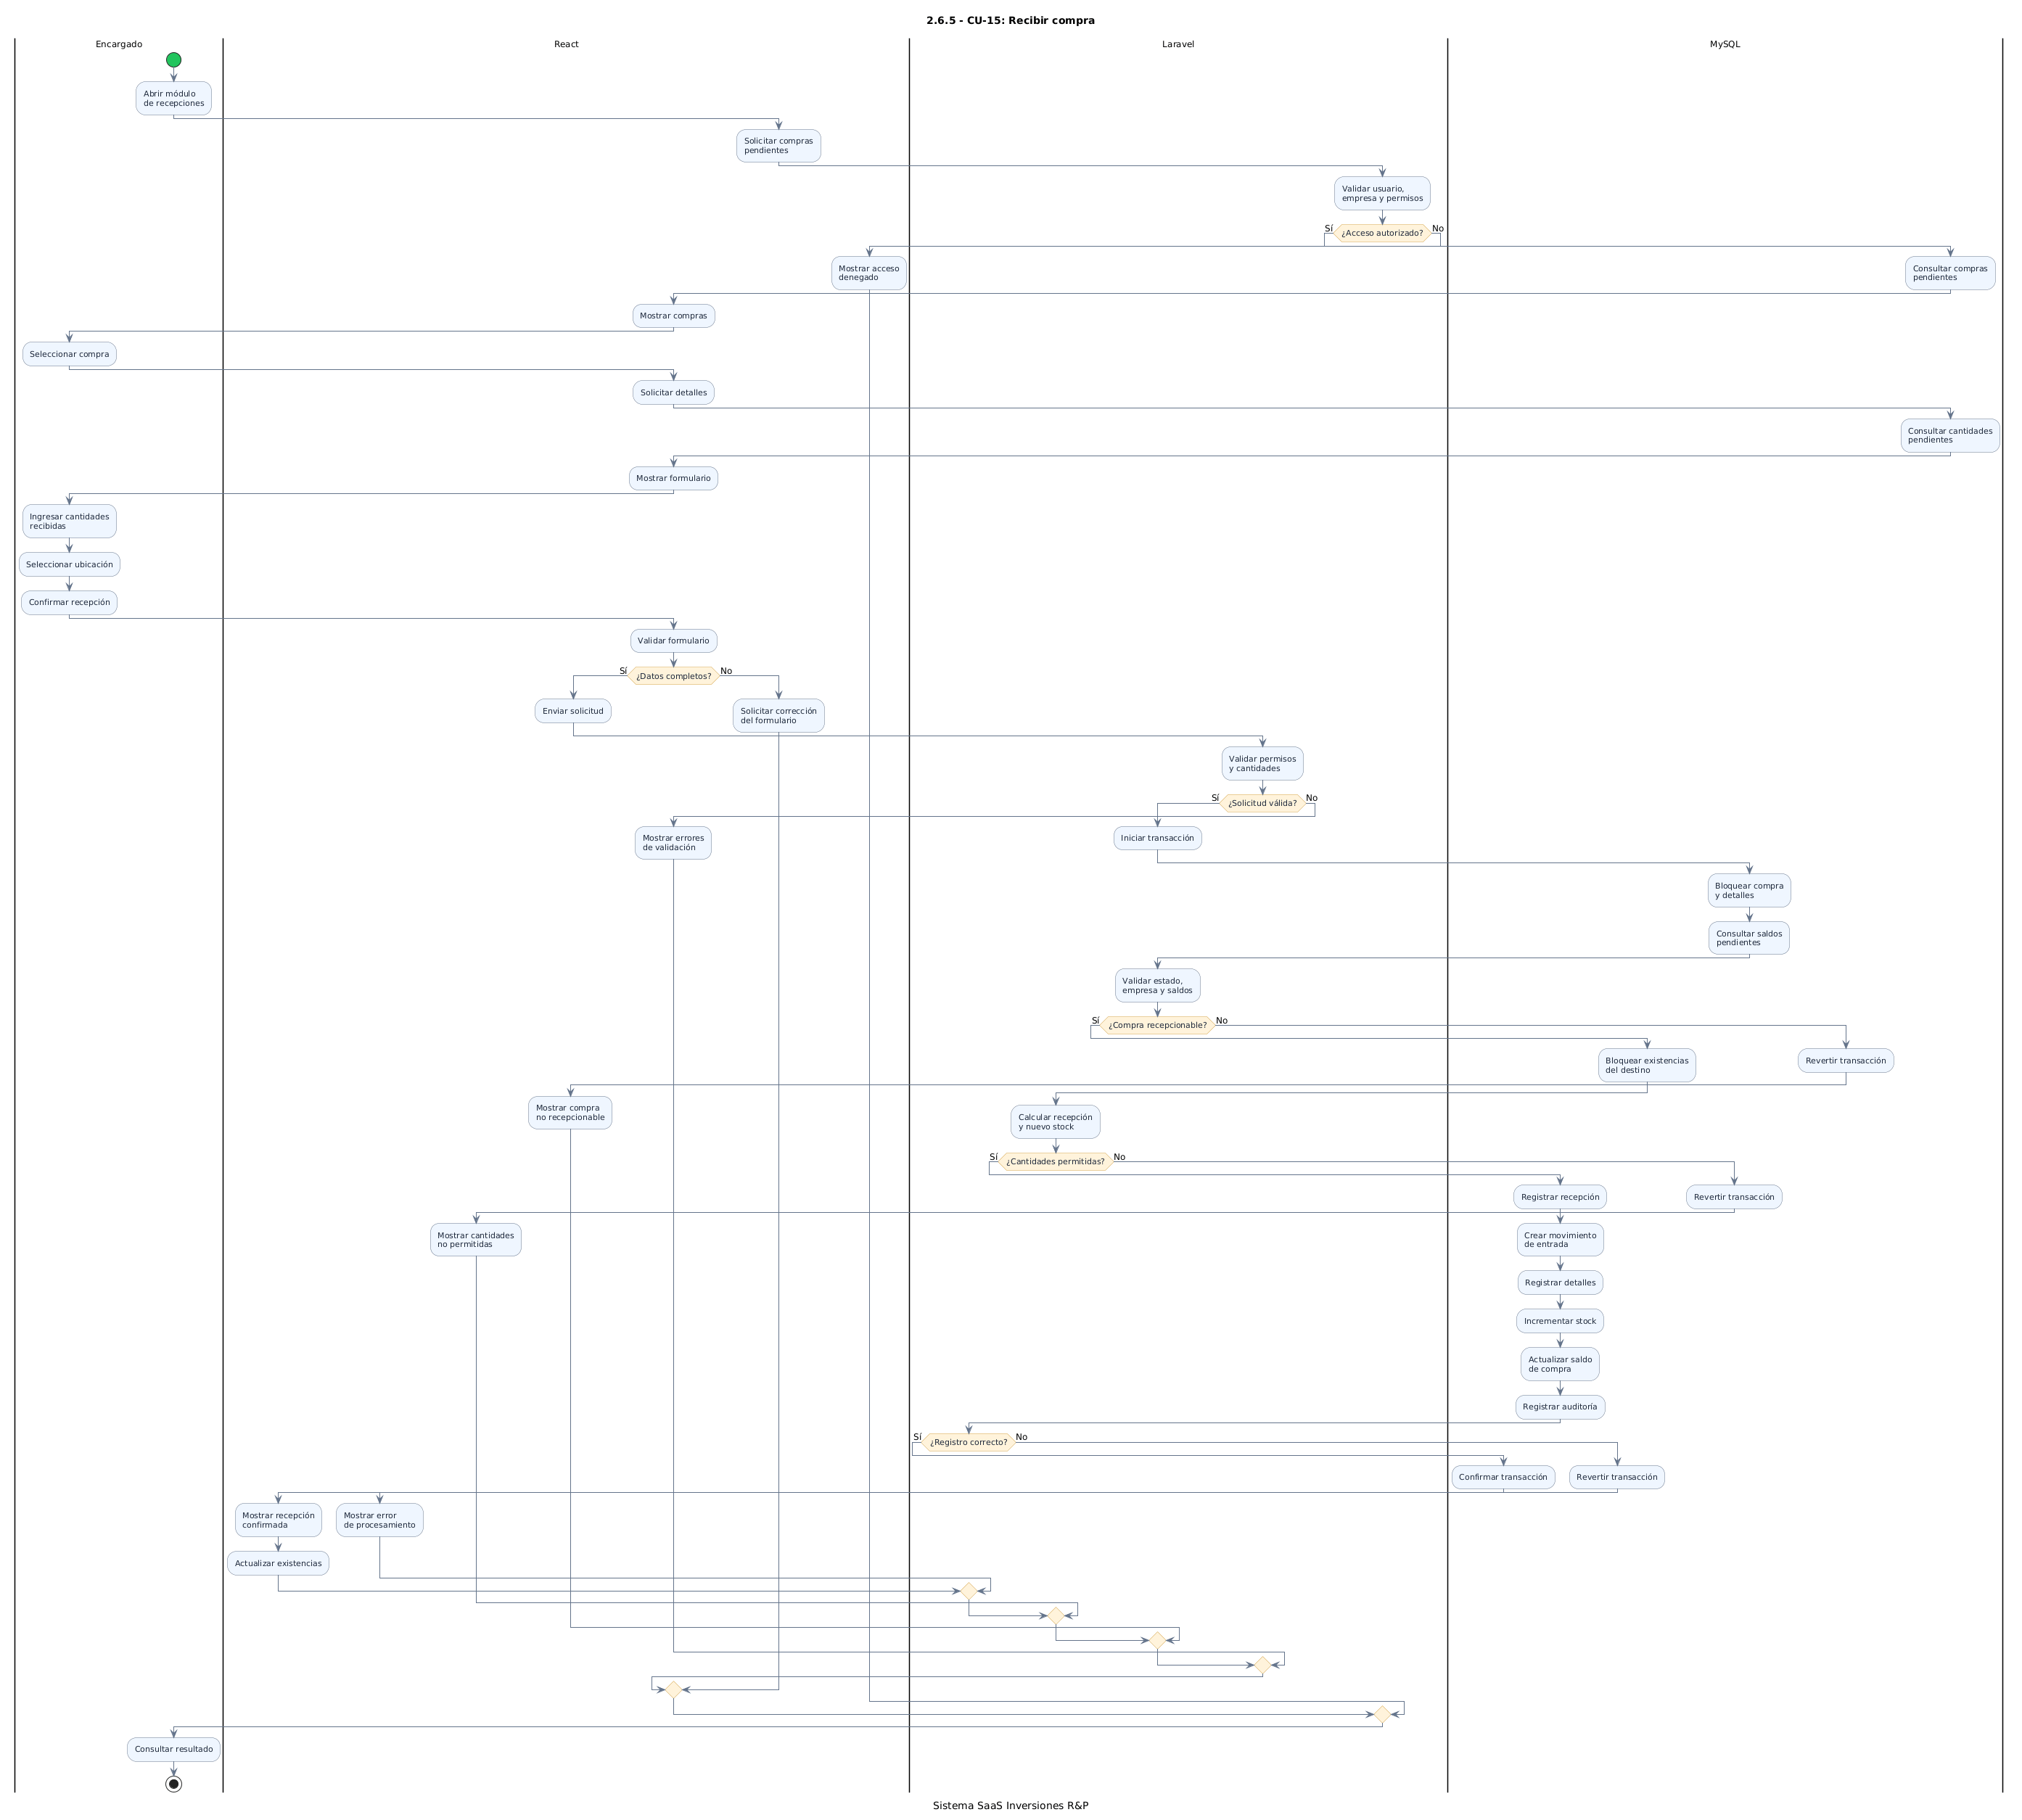 2.6.5 - CU-15: Recibir compra
Encargado
React
Laravel
MySQL
Abrir módulo
de recepciones
Solicitar compras
pendientes
Validar usuario,
empresa y permisos
Sí
¿Acceso autorizado?
No
Mostrar acceso
denegado
Consultar compras
pendientes
Mostrar compras
Seleccionar compra
Solicitar detalles
Consultar cantidades
pendientes
Mostrar formulario
Ingresar cantidades
recibidas
Seleccionar ubicación
Confirmar recepción
Validar formulario
Sí
¿Datos completos?
No
Enviar solicitud
Solicitar corrección
del formulario
Validar permisos
y cantidades
Sí
¿Solicitud válida?
No
Mostrar errores
de validación
Iniciar transacción
Bloquear compra
y detalles
Consultar saldos
pendientes
Validar estado,
empresa y saldos
Sí
¿Compra recepcionable?
No
Bloquear existencias
del destino
Revertir transacción
Mostrar compra
no recepcionable
Calcular recepción
y nuevo stock
Sí
¿Cantidades permitidas?
No
Registrar recepción
Revertir transacción
Mostrar cantidades
no permitidas
Crear movimiento
de entrada
Registrar detalles
Incrementar stock
Actualizar saldo
de compra
Registrar auditoría
Sí
¿Registro correcto?
No
Confirmar transacción
Revertir transacción
Mostrar recepción
confirmada
Mostrar error
de procesamiento
Actualizar existencias
Consultar resultado
Sistema SaaS Inversiones R&P